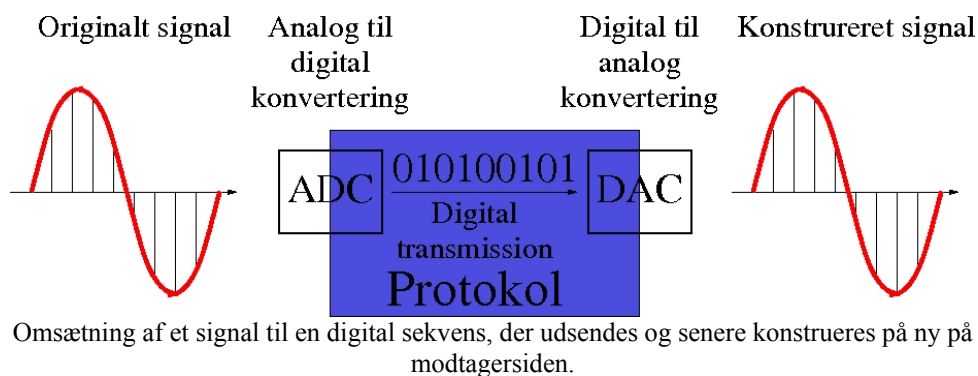 Originalt signal
Analog til
digital
konvertering
Digital til
analog
konvertering
Konstrureret signal
ADC
010100101
DAC
Digital
transmission
Protokol
Omsætning af et signal til en digital sekvens, der udsendes og senere konstrueres på ny på
modtagersiden.